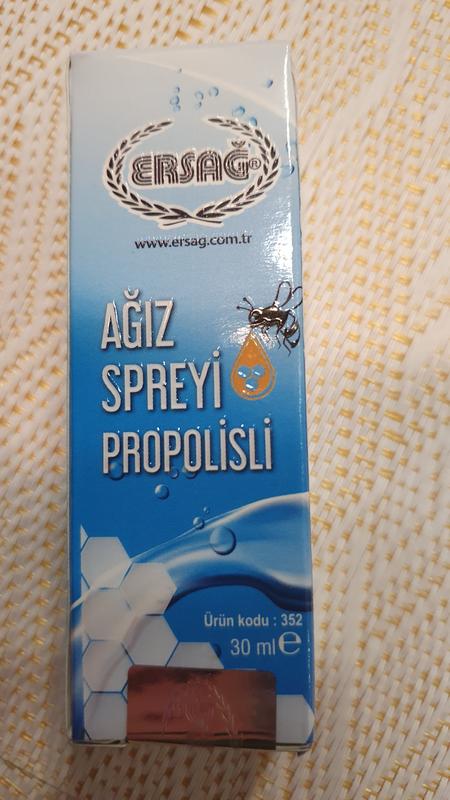 ERSAĞ®
www.ersag.com.tr
AĞIZ
SPREYİ
PROPOLİSLİ
Ürün kodu : 352
30 ml e